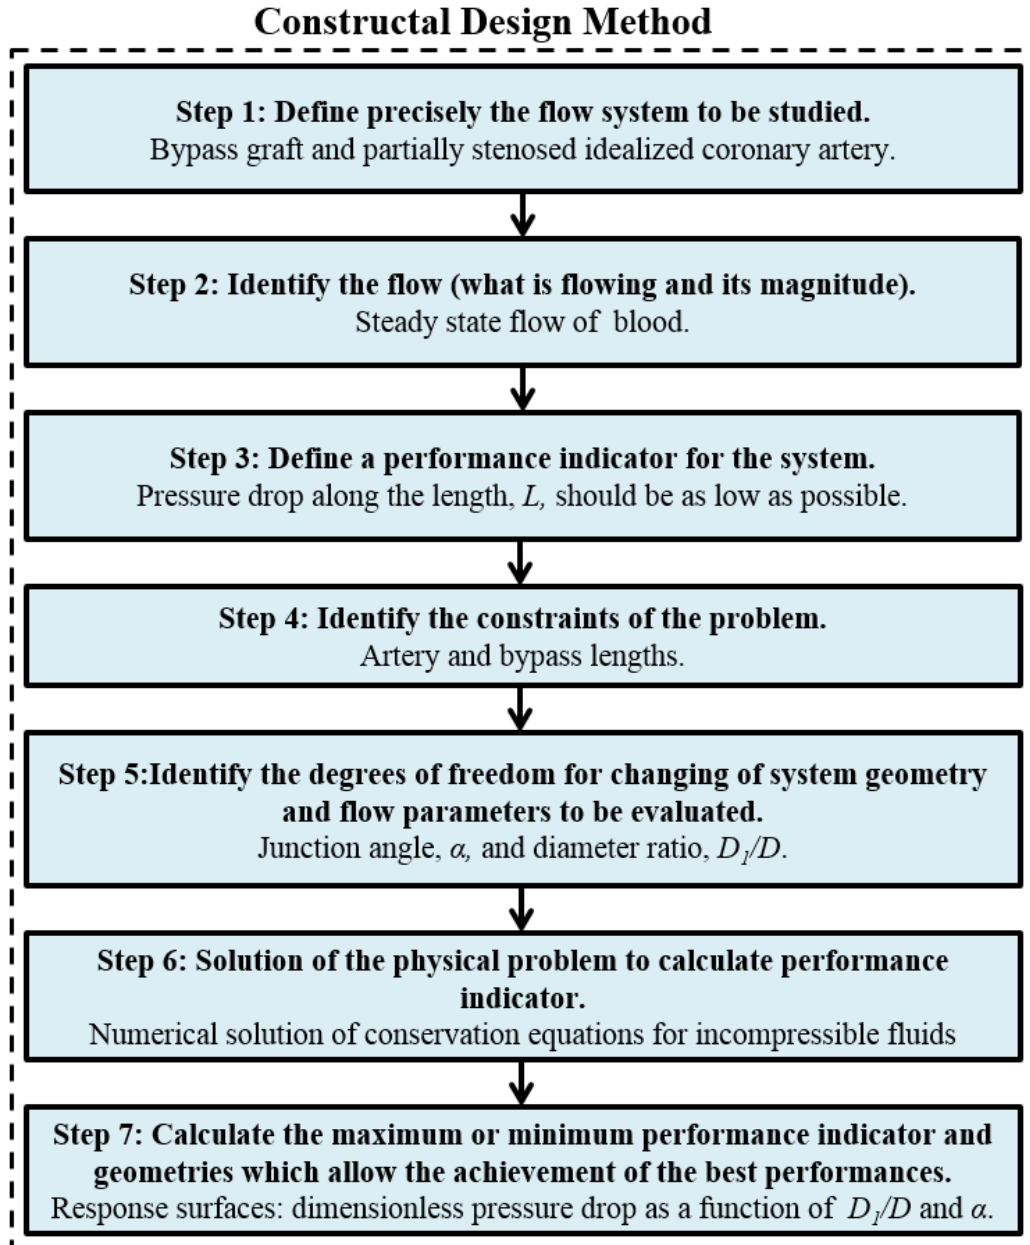 Constructal Design Method
Step 1: Define precisely the flow system to be studied.
Bypass graft and partially stenosed idealized coronary artery.
Step 2: Identify the flow (what is flowing and its magnitude).
Steady state flow of blood.
Step 3: Define a performance indicator for the system.
Pressure drop along the length, L, should be as low as possible.
Step 4: Identify the constraints of the problem.
Artery and bypass lengths.
Step 5:Identify the degrees of freedom for changing of system geometry
and flow parameters to be evaluated.
Junction angle, α, and diameter ratio, D₁/D.
Step 6: Solution of the physical problem to calculate performance
indicator.
Numerical solution of conservation equations for incompressible fluids
Step 7: Calculate the maximum or minimum performance indicator and
geometries which allow the achievement of the best performances.
Response surfaces: dimensionless pressure drop as a function of D₁/D and α.